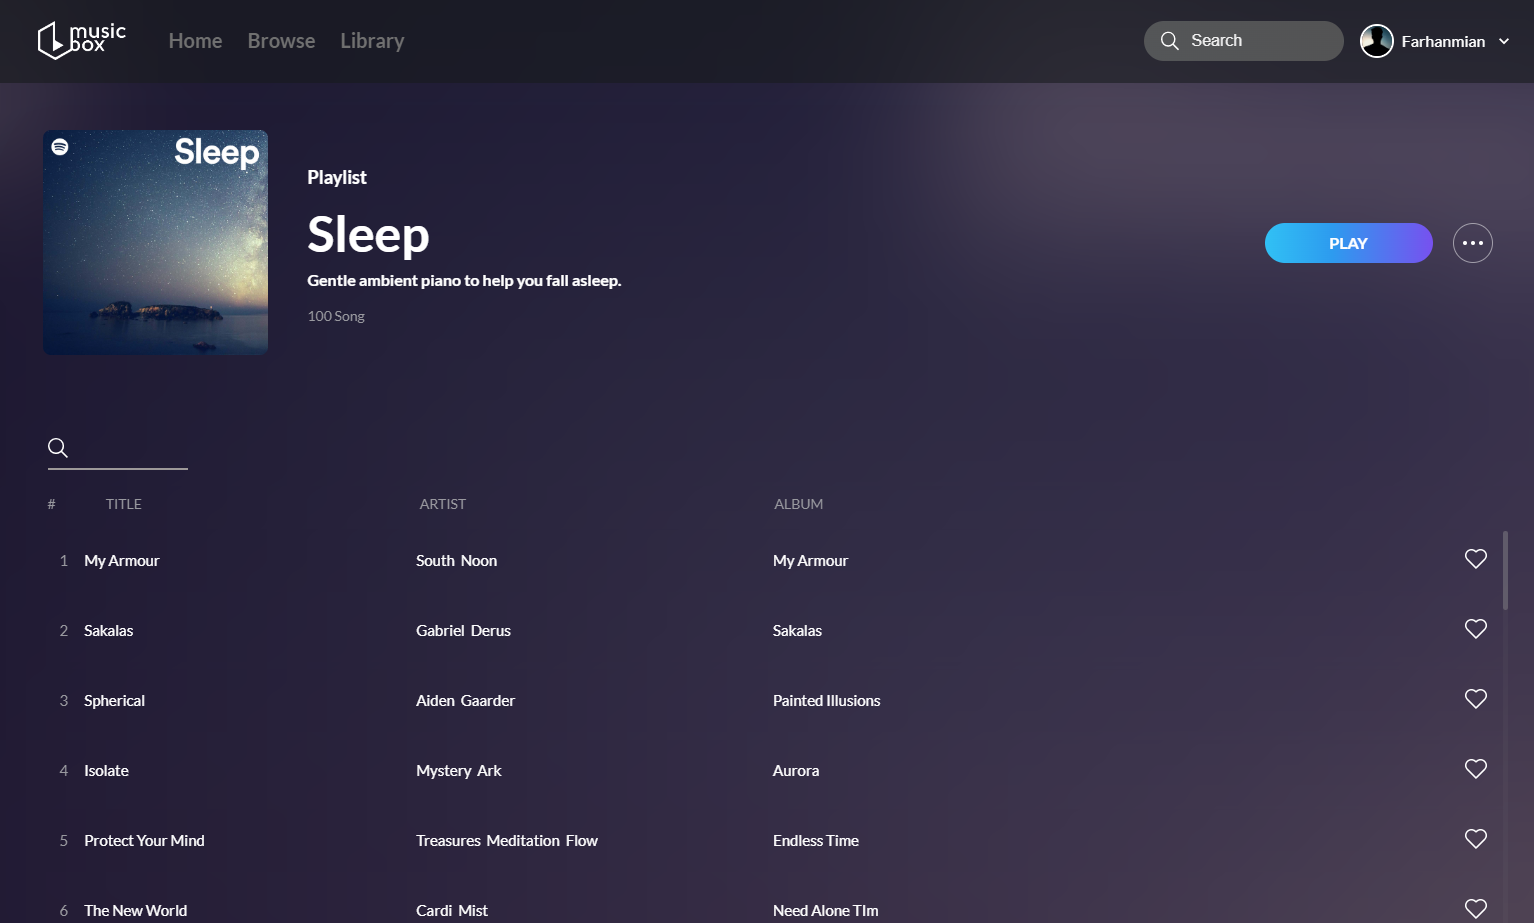 music
box
Home Browse Library
Search
Farhanmian
Sleep
Playlist
Sleep
Gentle ambient piano to help you fall asleep.
100 Song
PLAY
# TITLE ARTIST ALBUM
1 My Armour South Noon My Armour
2 Sakalas Gabriel Derus Sakalas
3 Spherical Aiden Gaarder Painted Illusions
4 Isolate Mystery Ark Aurora
5 Protect Your Mind Treasures Meditation Flow Endless Time
6 The New World Cardi Mist Need Alone TIm